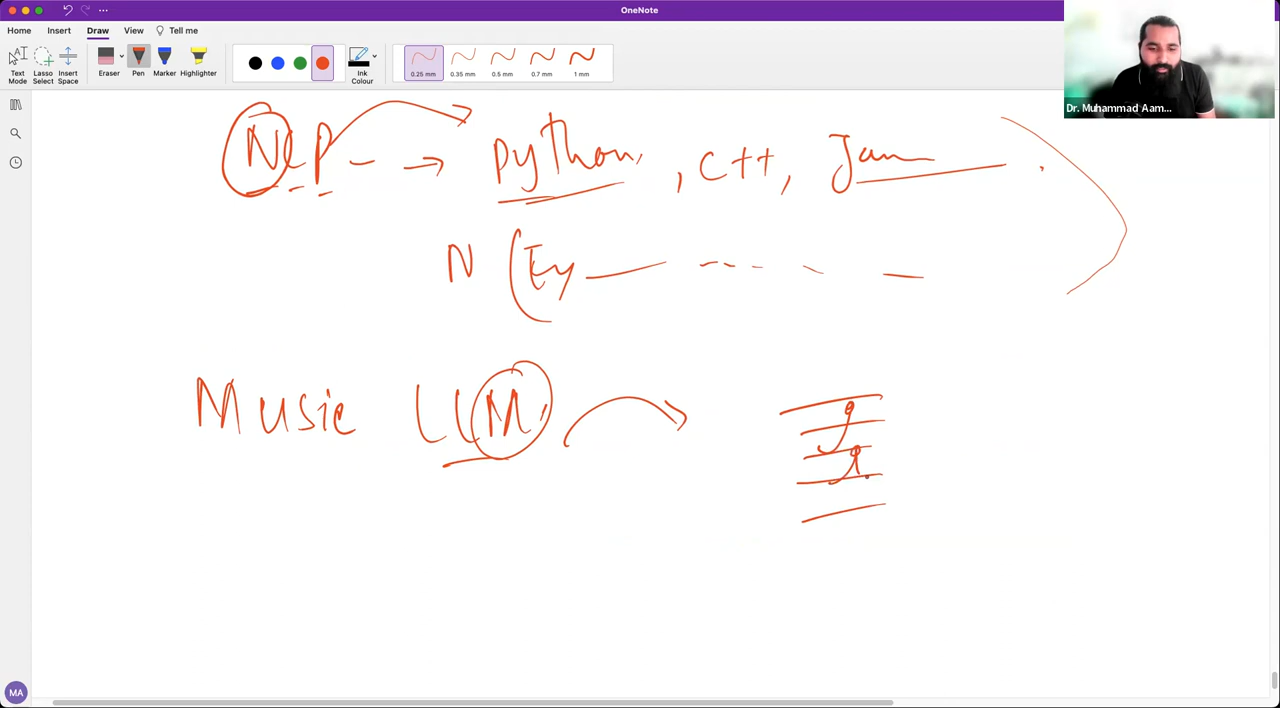 OneNote
Home Insert Draw View Tell me
Text Mode Lasso Select Insert Space Eraser Pen Marker Highlighter 0.25 mm 0.35 mm 0.5 mm 0.7 mm 1 mm Ink Colour
Dr. Muhammad Aam...
NLP - → Python, , C++,
N (
Music LLM
MA